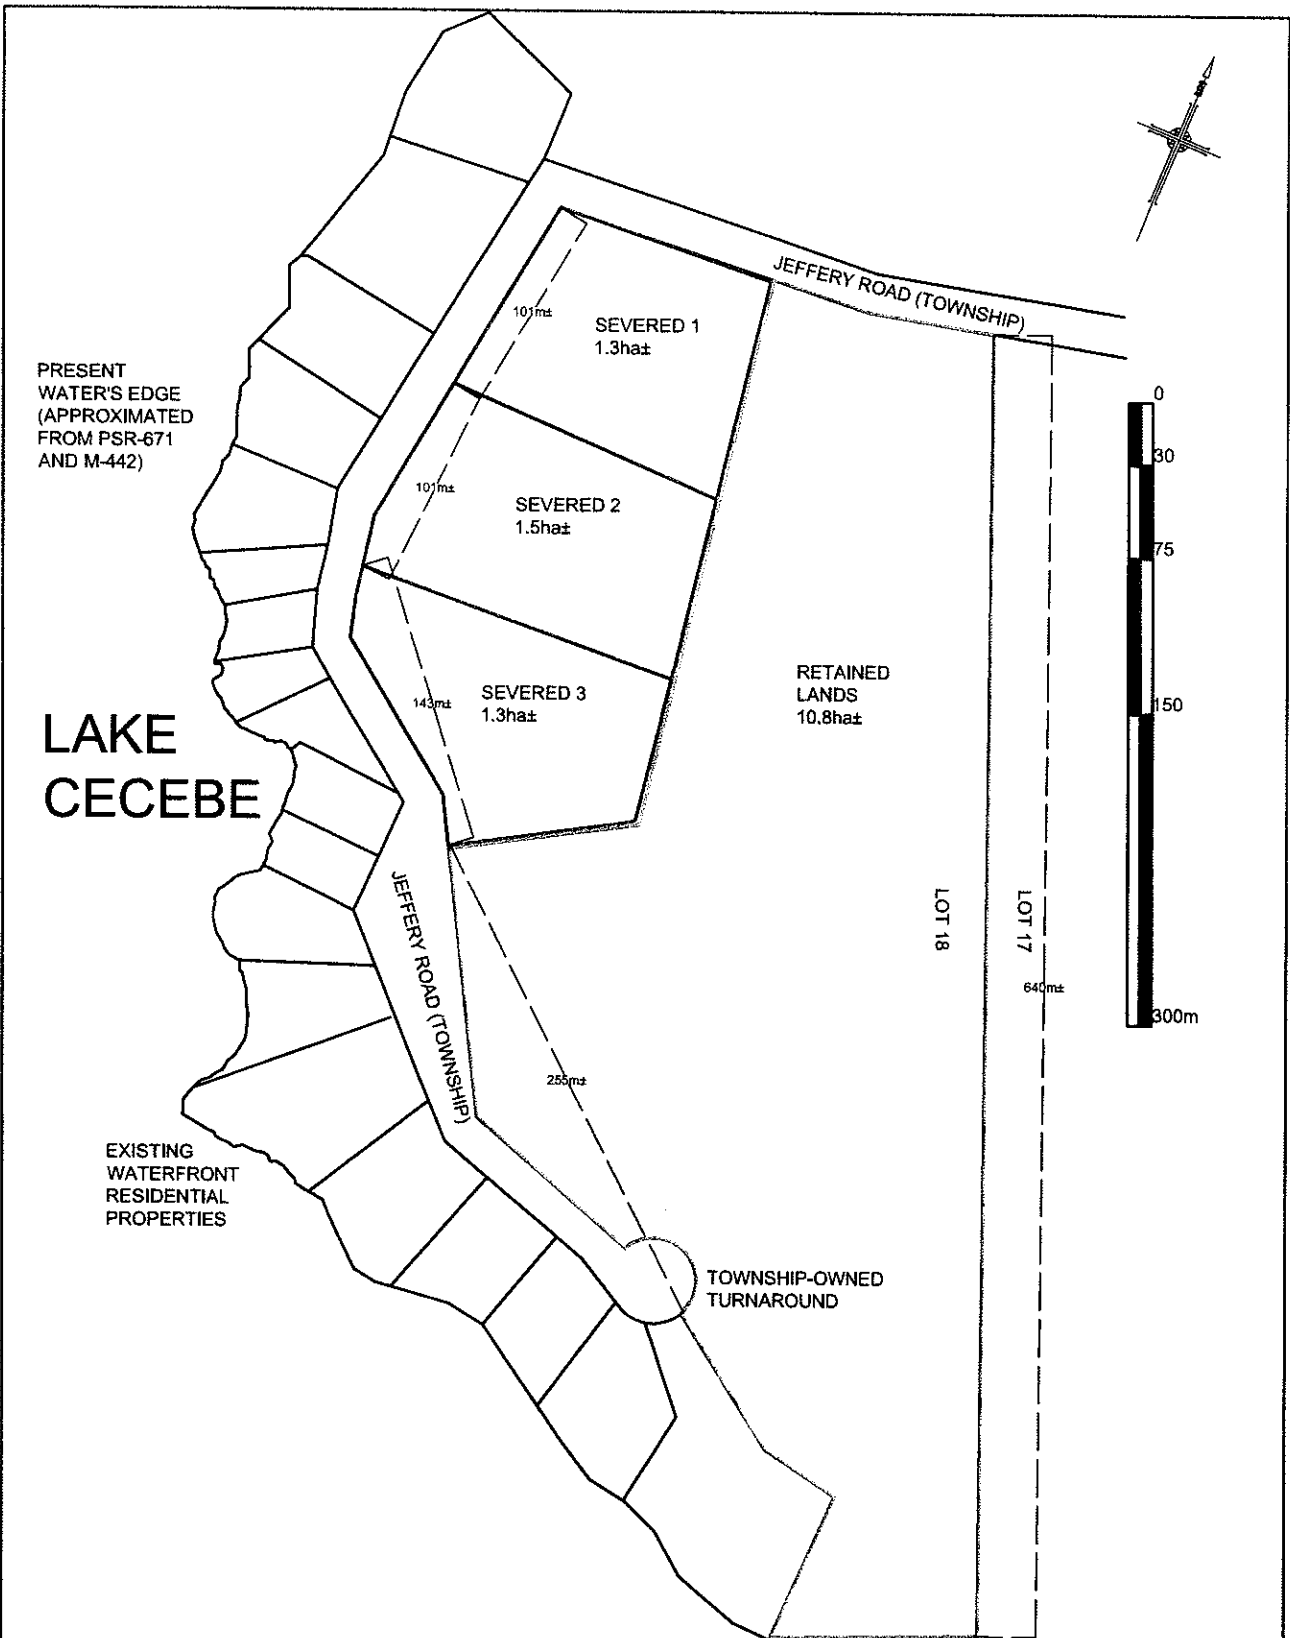 JEFFERY ROAD (TOWNSHIP)
101m±
SEVERED 1
1.3ha±
PRESENT
WATER'S EDGE
(APPROXIMATED
FROM PSR-671
AND M-442)
0
30
75
150
300m
101m±
SEVERED 2
1.5ha±
143m±
SEVERED 3
1.3ha±
RETAINED
LANDS
10.8ha±
LAKE
CECEBE
JEFFERY ROAD (TOWNSHIP)
LOT 18
LOT 17
640m±
255m±
EXISTING
WATERFRONT
RESIDENTIAL
PROPERTIES
TOWNSHIP-OWNED
TURNAROUND